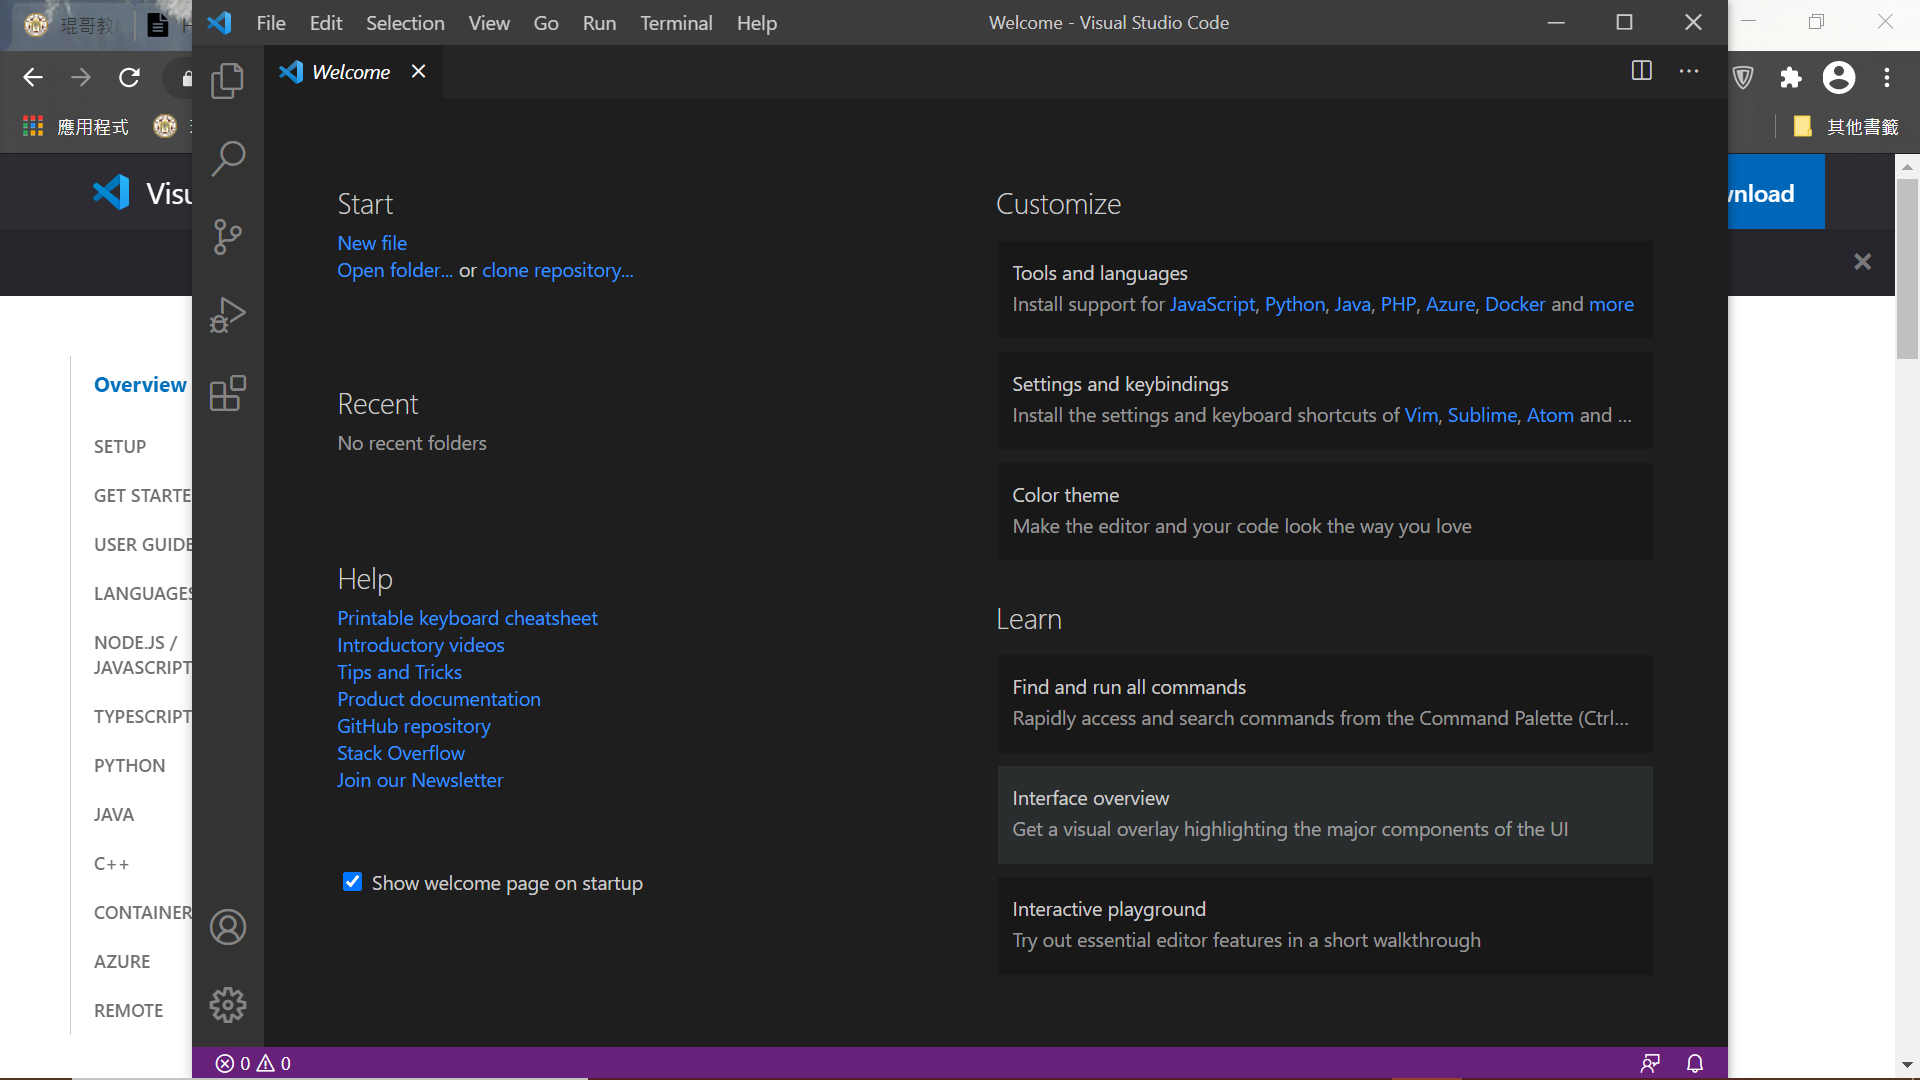 琨哥教
File Edit Selection View Go Run Terminal Help
Welcome - Visual Studio Code
Welcome
應用程式
其他書籤
Visu
wnload
Overview
SETUP
GET STARTE
USER GUIDE
LANGUAGES
NODE.JS /
JAVASCRIPT
TYPESCRIPT
PYTHON
JAVA
C++
CONTAINER
AZURE
REMOTE
Start
New file
Open folder... or clone repository...
Recent
No recent folders
Help
Printable keyboard cheatsheet
Introductory videos
Tips and Tricks
Product documentation
GitHub repository
Stack Overflow
Join our Newsletter
Show welcome page on startup
Customize
Tools and languages
Install support for JavaScript, Python, Java, PHP, Azure, Docker and more
Settings and keybindings
Install the settings and keyboard shortcuts of Vim, Sublime, Atom and ...
Color theme
Make the editor and your code look the way you love
Learn
Find and run all commands
Rapidly access and search commands from the Command Palette (Ctrl...
Interface overview
Get a visual overlay highlighting the major components of the UI
Interactive playground
Try out essential editor features in a short walkthrough
0 0